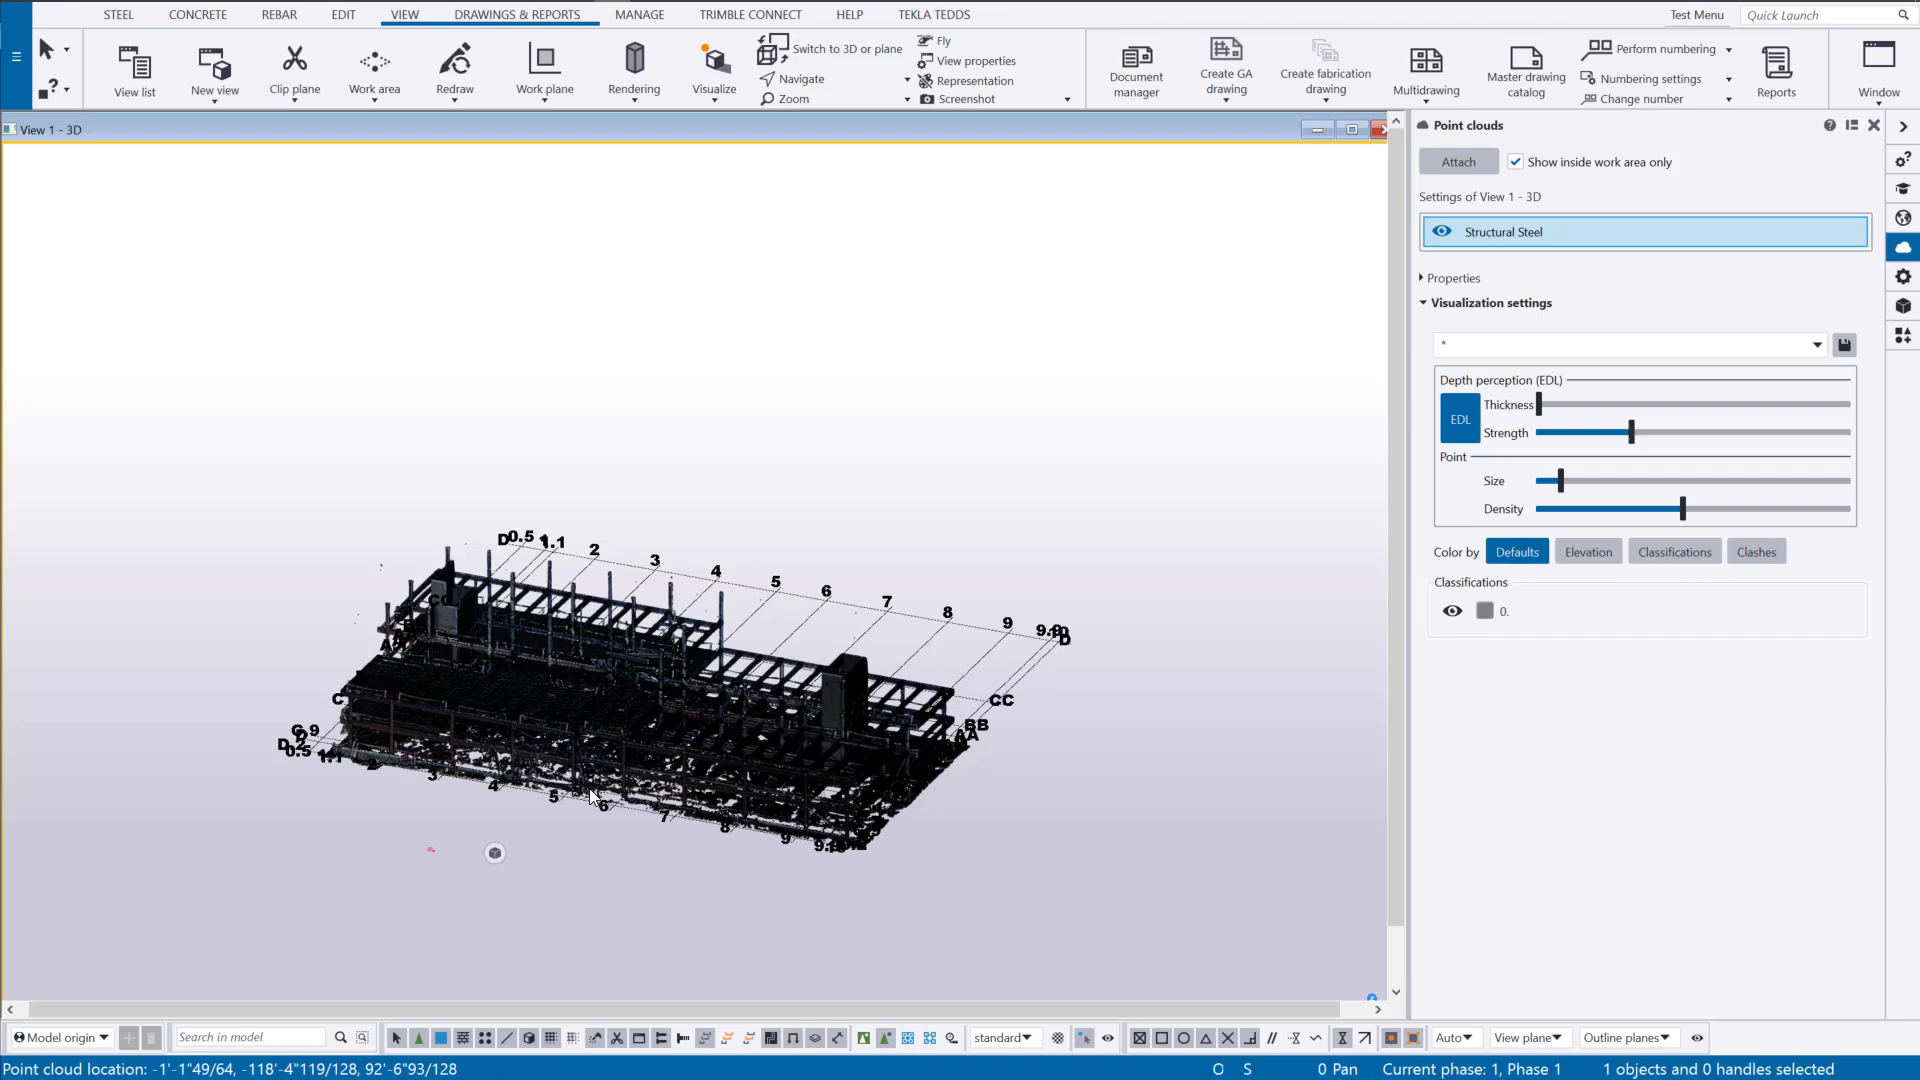 STEEL CONCRETE REBAR EDIT VIEW DRAWINGS & REPORTS MANAGE TRIMBLE CONNECT HELP TEKLA TEDDS Test Menu Quick Launch
View list
New view
Clip plane
Work area
Redraw
Work plane
Rendering
Visualize
Switch to 3D or plane
Navigate
Zoom
Fly
View properties
Representation
Screenshot
Document manager
Create GA drawing
Create fabrication drawing
Multidrawing
Master drawing catalog
Perform numbering
Numbering settings
Change number
Reports
Window
View 1 - 3D
Point clouds
Attach Show inside work area only
Settings of View 1 - 3D
Structural Steel
Properties
Visualization settings
*
Depth perception (EDL)
EDL
Thickness
Strength
Point
Size
Density
Color by Defaults Elevation Classifications Clashes
Classifications
0.
D 0.5 1.1 2 3 4 5 6 7 8 9 D
CC
BB
AA
C
D
0.5 1.1 2 3 4 5 6 7 8 9
Model origin Search in model standard Auto View plane Outline planes
Point cloud location: -1'-1"49/64, -118'-4"119/128, 92'-6"93/128 O S 0 Pan Current phase: 1, Phase 1 1 objects and 0 handles selected